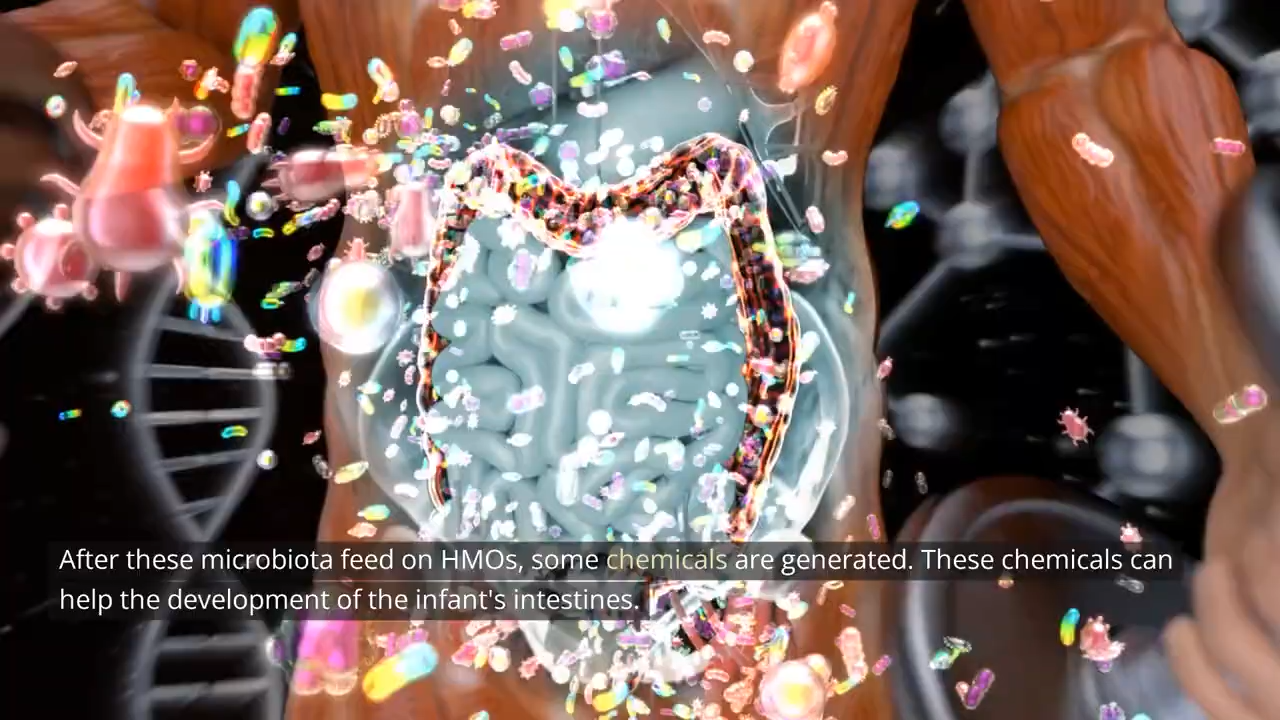 After these microbiota feed on HMOs, some chemicals are generated. These chemicals can
help the development of the infant's intestines.